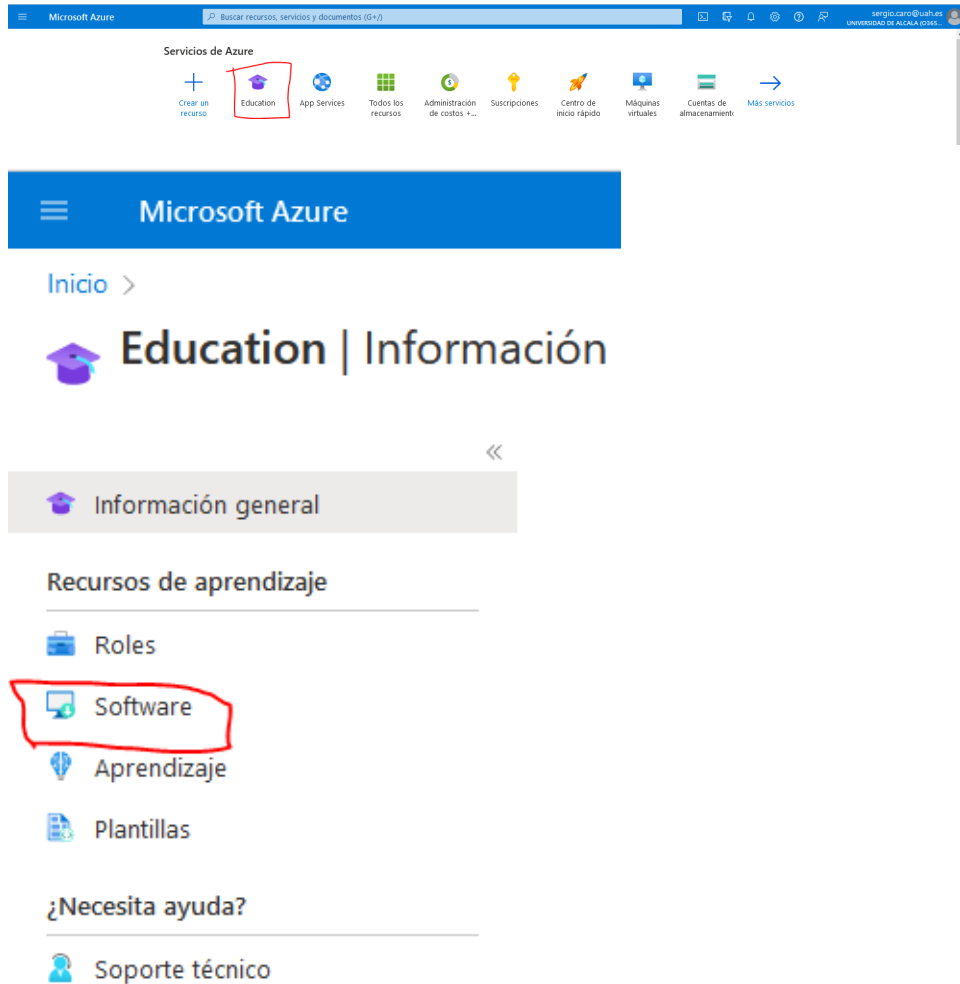 Microsoft Azure
Buscar recursos, servicios y documentos (G+/)
sergio.caro@uah.es
UNIVERSIDAD DE ALCALA (O365...
Servicios de Azure
Crear un recurso
Education
App Services
Todos los recursos
Administración de costos +...
Suscripciones
Centro de inicio rápido
Máquinas virtuales
Cuentas de almacenamiento
Más servicios
Microsoft Azure
Inicio >
Education | Información
«
Información general
Recursos de aprendizaje
Roles
Software
Aprendizaje
Plantillas
¿Necesita ayuda?
Soporte técnico